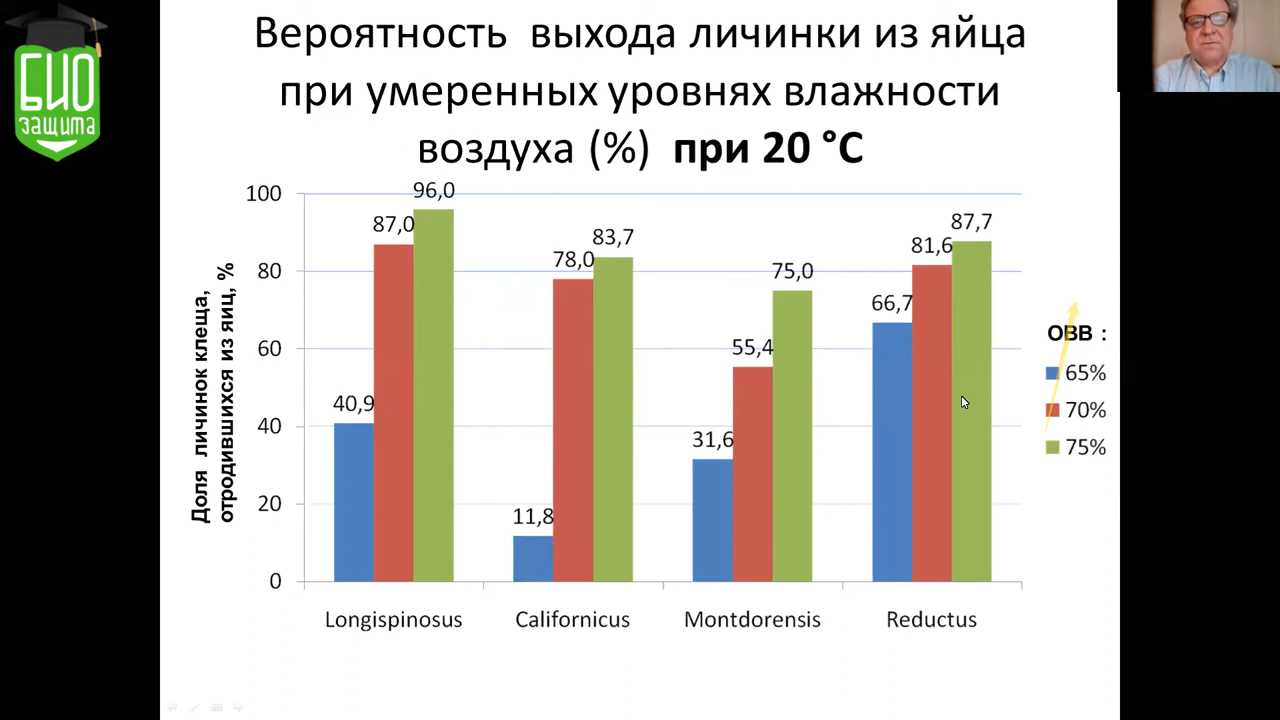 БИО
защита
Вероятность выхода личинки из яйца
при умеренных уровнях влажности
воздуха (%) при 20 °C
Доля личинок клеща,
отродившихся из яиц, %
100
80
60
40
20
0
40,9
87,0
96,0
11,8
78,0
83,7
31,6
55,4
75,0
66,7
81,6
87,7
Longispinosus
Californicus
Montdorensis
Reductus
ОВВ :
65%
70%
75%